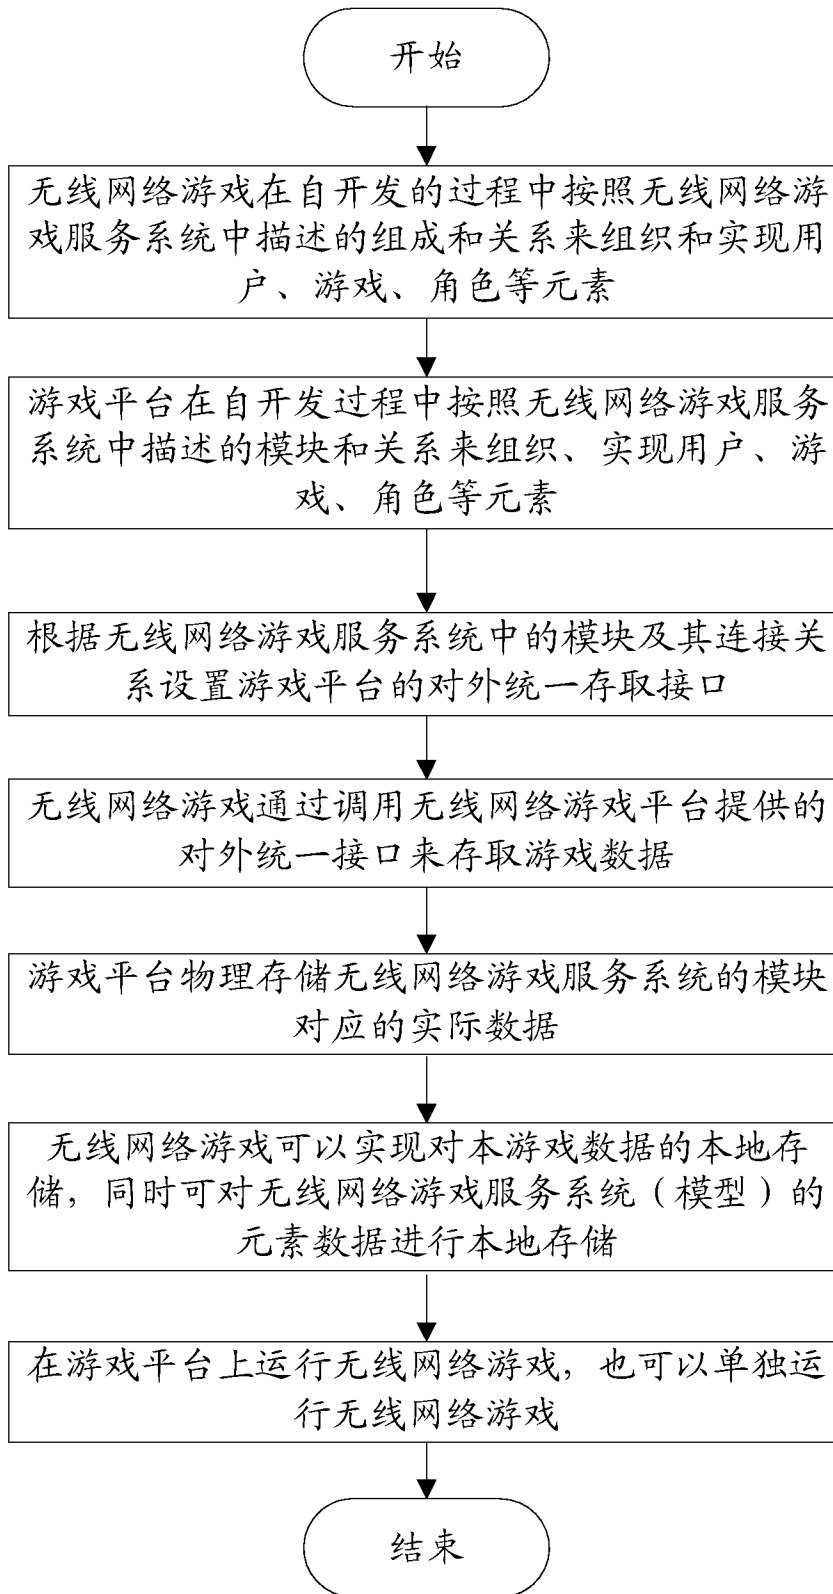 开始
无线网络游戏在自开发的过程中按照无线网络游
戏服务系统中描述的组成和关系来组织和实现用
户、游戏、角色等元素
游戏平台在自开发过程中按照无线网络游戏服务
系统中描述的模块和关系来组织、实现用户、游
戏、角色等元素
根据无线网络游戏服务系统中的模块及其连接关
系设置游戏平台的对外统一存取接口
无线网络游戏通过调用无线网络游戏平台提供的
对外统一接口来存取游戏数据
游戏平台物理存储无线网络游戏服务系统的模块
对应的实际数据
无线网络游戏可以实现对本游戏数据的本地存
储，同时可对无线网络游戏服务系统（模型）的
元素数据进行本地存储
在游戏平台上运行无线网络游戏，也可以单独运
行无线网络游戏
结束